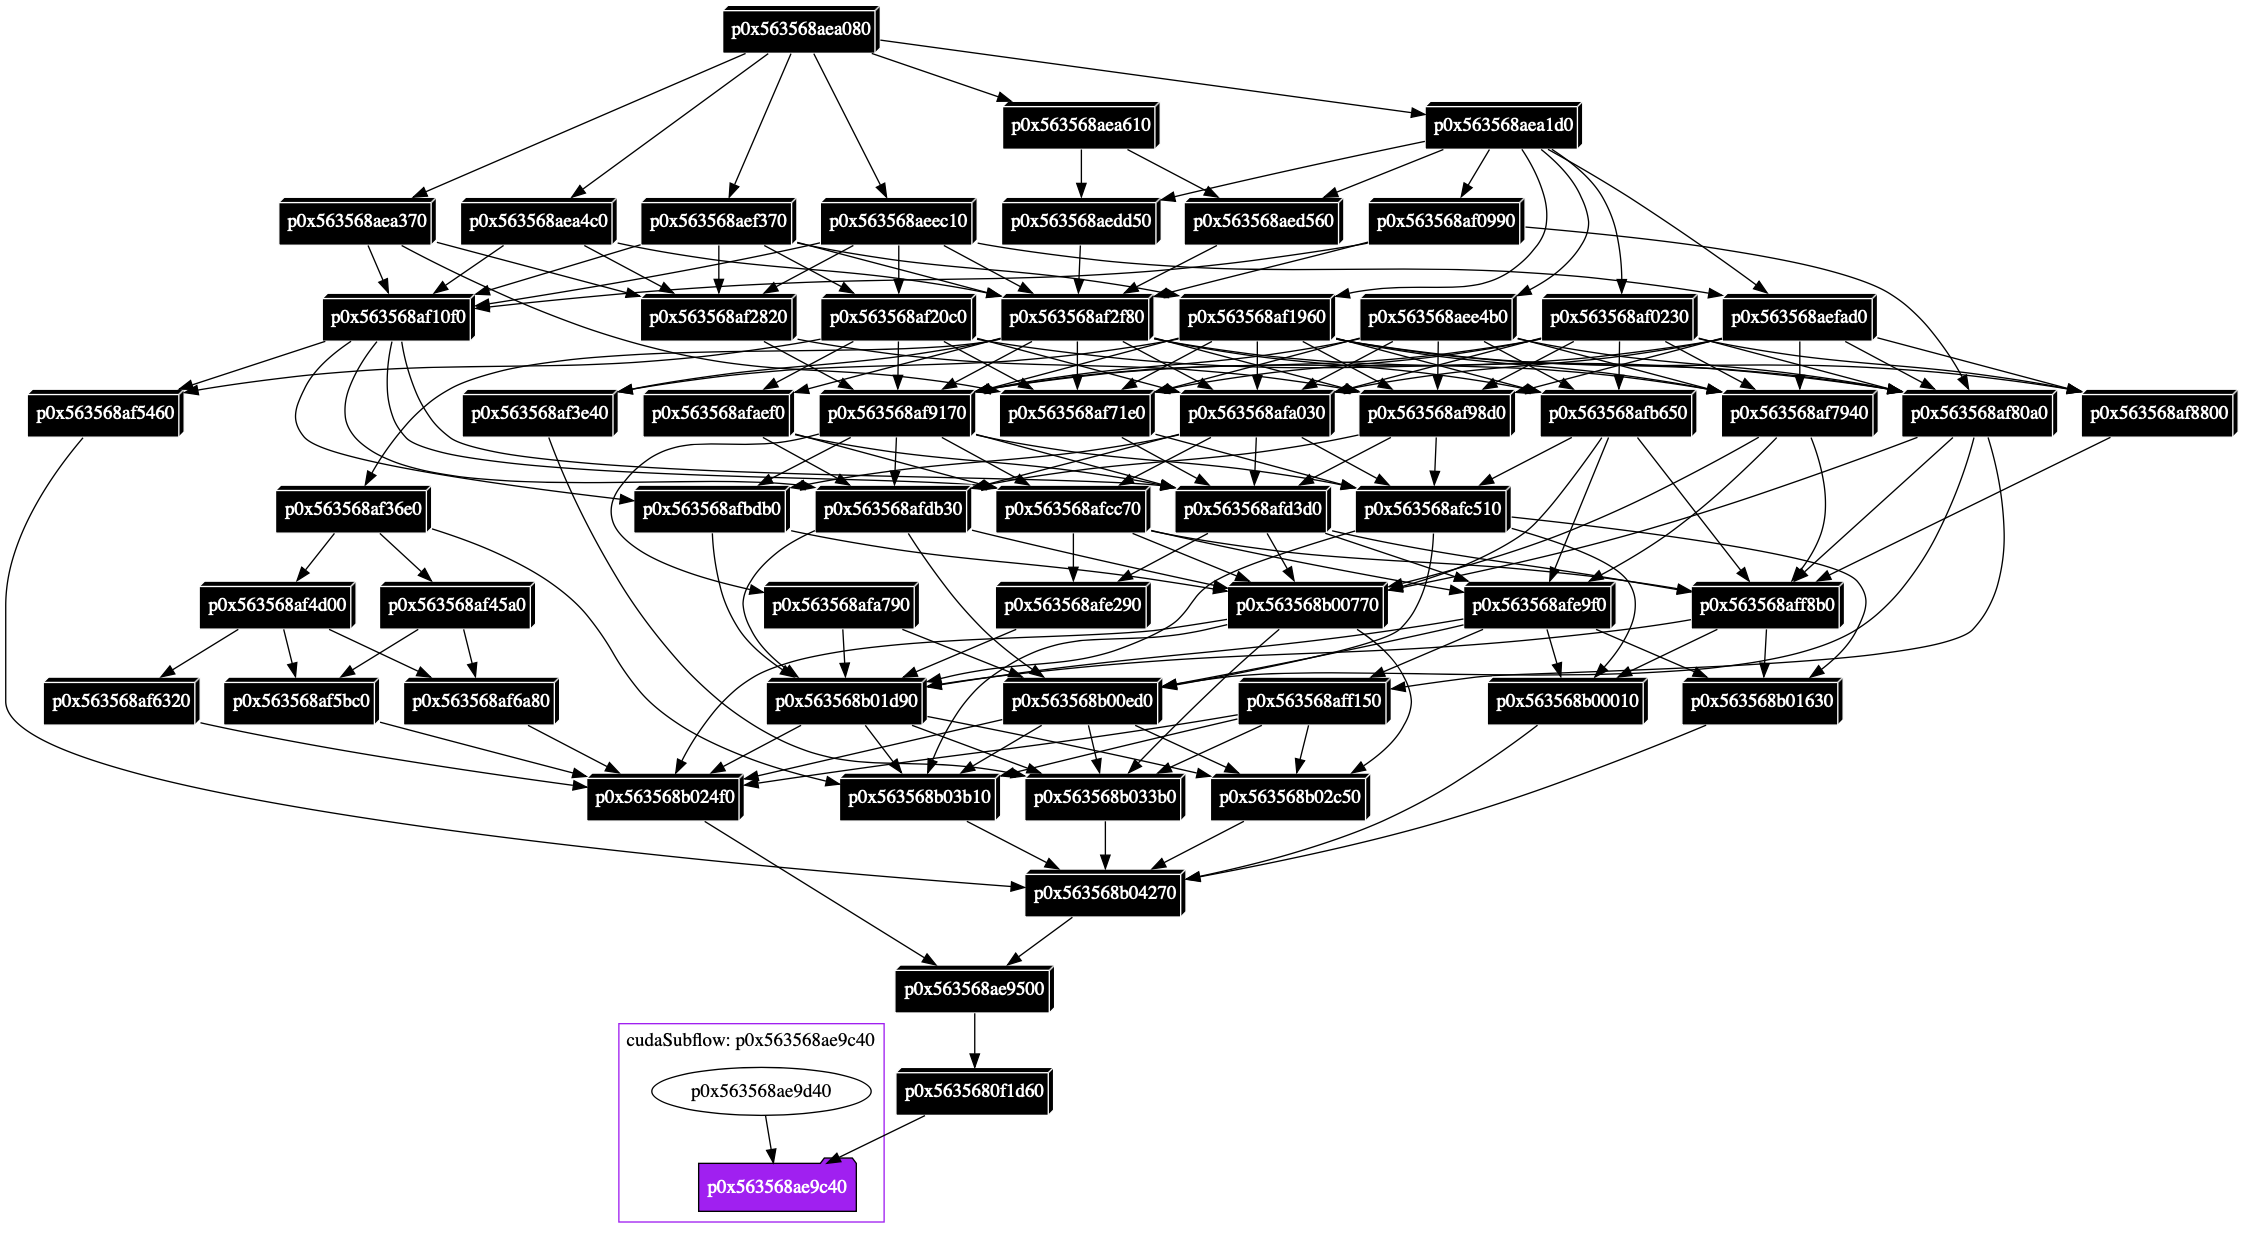 p0x563568aea080
p0x563568aea610
p0x563568aea1d0
p0x563568aea370
p0x563568aea4c0
p0x563568aef370
p0x563568aeec10
p0x563568aedd50
p0x563568aed560
p0x563568af0990
p0x563568af10f0
p0x563568af2820
p0x563568af20c0
p0x563568af2f80
p0x563568af1960
p0x563568aee4b0
p0x563568af0230
p0x563568aefad0
p0x563568af5460
p0x563568af3e40
p0x563568afaef0
p0x563568af9170
p0x563568af71e0
p0x563568afa030
p0x563568af98d0
p0x563568afb650
p0x563568af7940
p0x563568af80a0
p0x563568af8800
p0x563568af36e0
p0x563568afbdb0
p0x563568afdb30
p0x563568afcc70
p0x563568afd3d0
p0x563568afc510
p0x563568af4d00
p0x563568af45a0
p0x563568afa790
p0x563568afe290
p0x563568b00770
p0x563568afe9f0
p0x563568aff8b0
p0x563568af6320
p0x563568af5bc0
p0x563568af6a80
p0x563568b01d90
p0x563568b00ed0
p0x563568aff150
p0x563568b00010
p0x563568b01630
p0x563568b024f0
p0x563568b03b10
p0x563568b033b0
p0x563568b02c50
p0x563568b04270
p0x563568ae9500
cudaSubflow: p0x563568ae9c40
p0x563568ae9d40
p0x5635680f1d60
p0x563568ae9c40